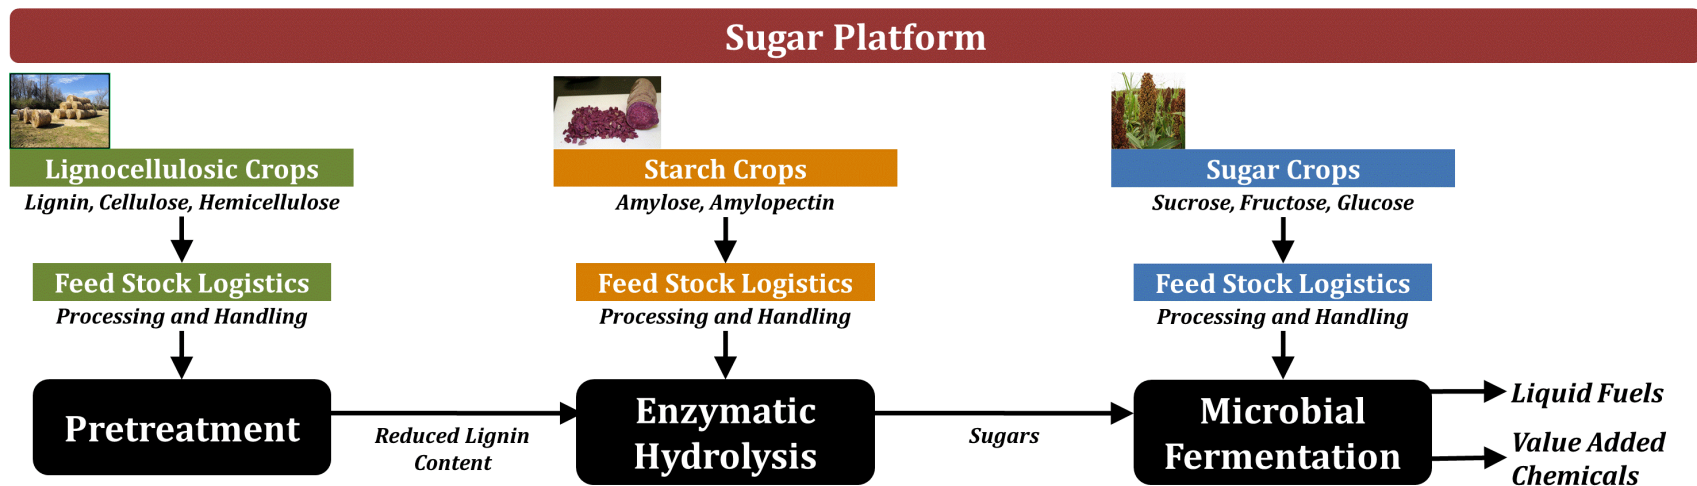 Sugar Platform
Lignocellulosic Crops
Lignin, Cellulose, Hemicellulose
Feed Stock Logistics
Processing and Handling
Pretreatment
Reduced Lignin
Content
Starch Crops
Amylose, Amylopectin
Feed Stock Logistics
Processing and Handling
Enzymatic
Hydrolysis
Sugars
Sugar Crops
Sucrose, Fructose, Glucose
Feed Stock Logistics
Processing and Handling
Microbial
Fermentation
Liquid Fuels
Value Added
Chemicals